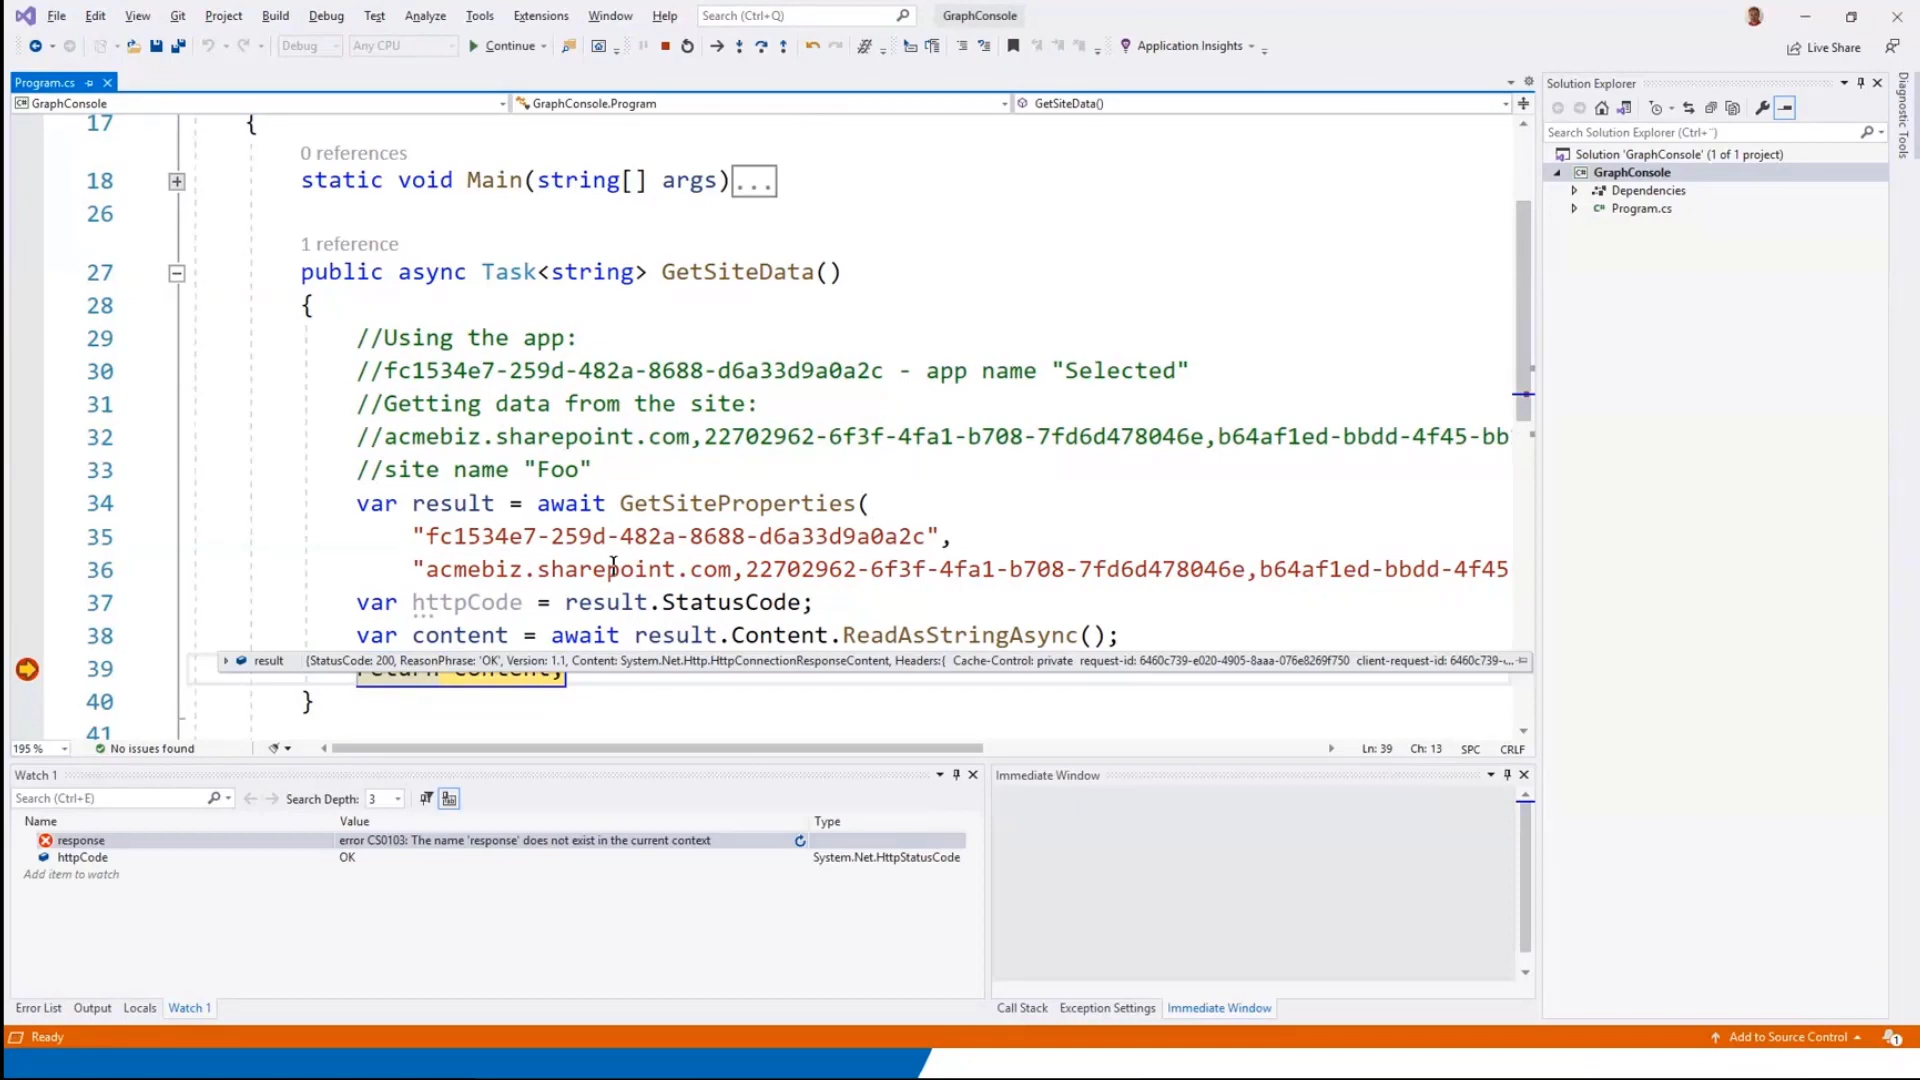 File Edit View Git Project Build Debug Test Analyze Tools Extensions Window Help Search (Ctrl+Q) GraphConsole
Debug Any CPU Continue Application Insights Live Share
Program.cs
GraphConsole GraphConsole.Program GetSiteData()
17 {
0 references
18 static void Main(string[] args)...
26
1 reference
27 public async Task<string> GetSiteData()
28 {
29 //Using the app:
30 //fc1534e7-259d-482a-8688-d6a33d9a0a2c - app name "Selected"
31 //Getting data from the site:
32 //acmebiz.sharepoint.com,22702962-6f3f-4fa1-b708-7fd6d478046e,b64af1ed-bbdd-4f45-bb
33 //site name "Foo"
34 var result = await GetSiteProperties(
35 "fc1534e7-259d-482a-8688-d6a33d9a0a2c",
36 "acmebiz.sharepoint.com,22702962-6f3f-4fa1-b708-7fd6d478046e,b64af1ed-bbdd-4f45
37 var httpCode = result.StatusCode;
38 var content = await result.Content.ReadAsStringAsync();
result {StatusCode: 200, ReasonPhrase: 'OK', Version: 1.1, Content: System.Net.Http.HttpConnectionResponseContent, Headers:{ Cache-Control: private request-id: 6460c739-e020-4905-8aaa-076e8269f750 client-request-id: 6460c739-...
39 return content;
40 }
41
195 % No issues found Ln: 39 Ch: 13 SPC CRLF
Watch 1
Search (Ctrl+E) Search Depth: 3
Name Value Type
response error CS0103: The name 'response' does not exist in the current context
httpCode OK System.Net.HttpStatusCode
Add item to watch
Error List Output Locals Watch 1
Immediate Window
Call Stack Exception Settings Immediate Window
Solution Explorer
Search Solution Explorer (Ctrl+")
Solution 'GraphConsole' (1 of 1 project)
GraphConsole
Dependencies
Program.cs
Diagnostic Tools
Ready Add to Source Control 1